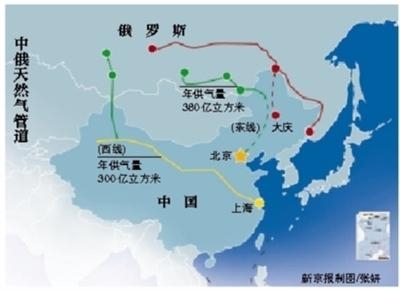 中俄天然气管道
俄罗斯
年供气量
380亿立方米
(东线)
大庆
北京
(西线)
年供气量
300亿立方米
中国
上海
新京报制图/张妍